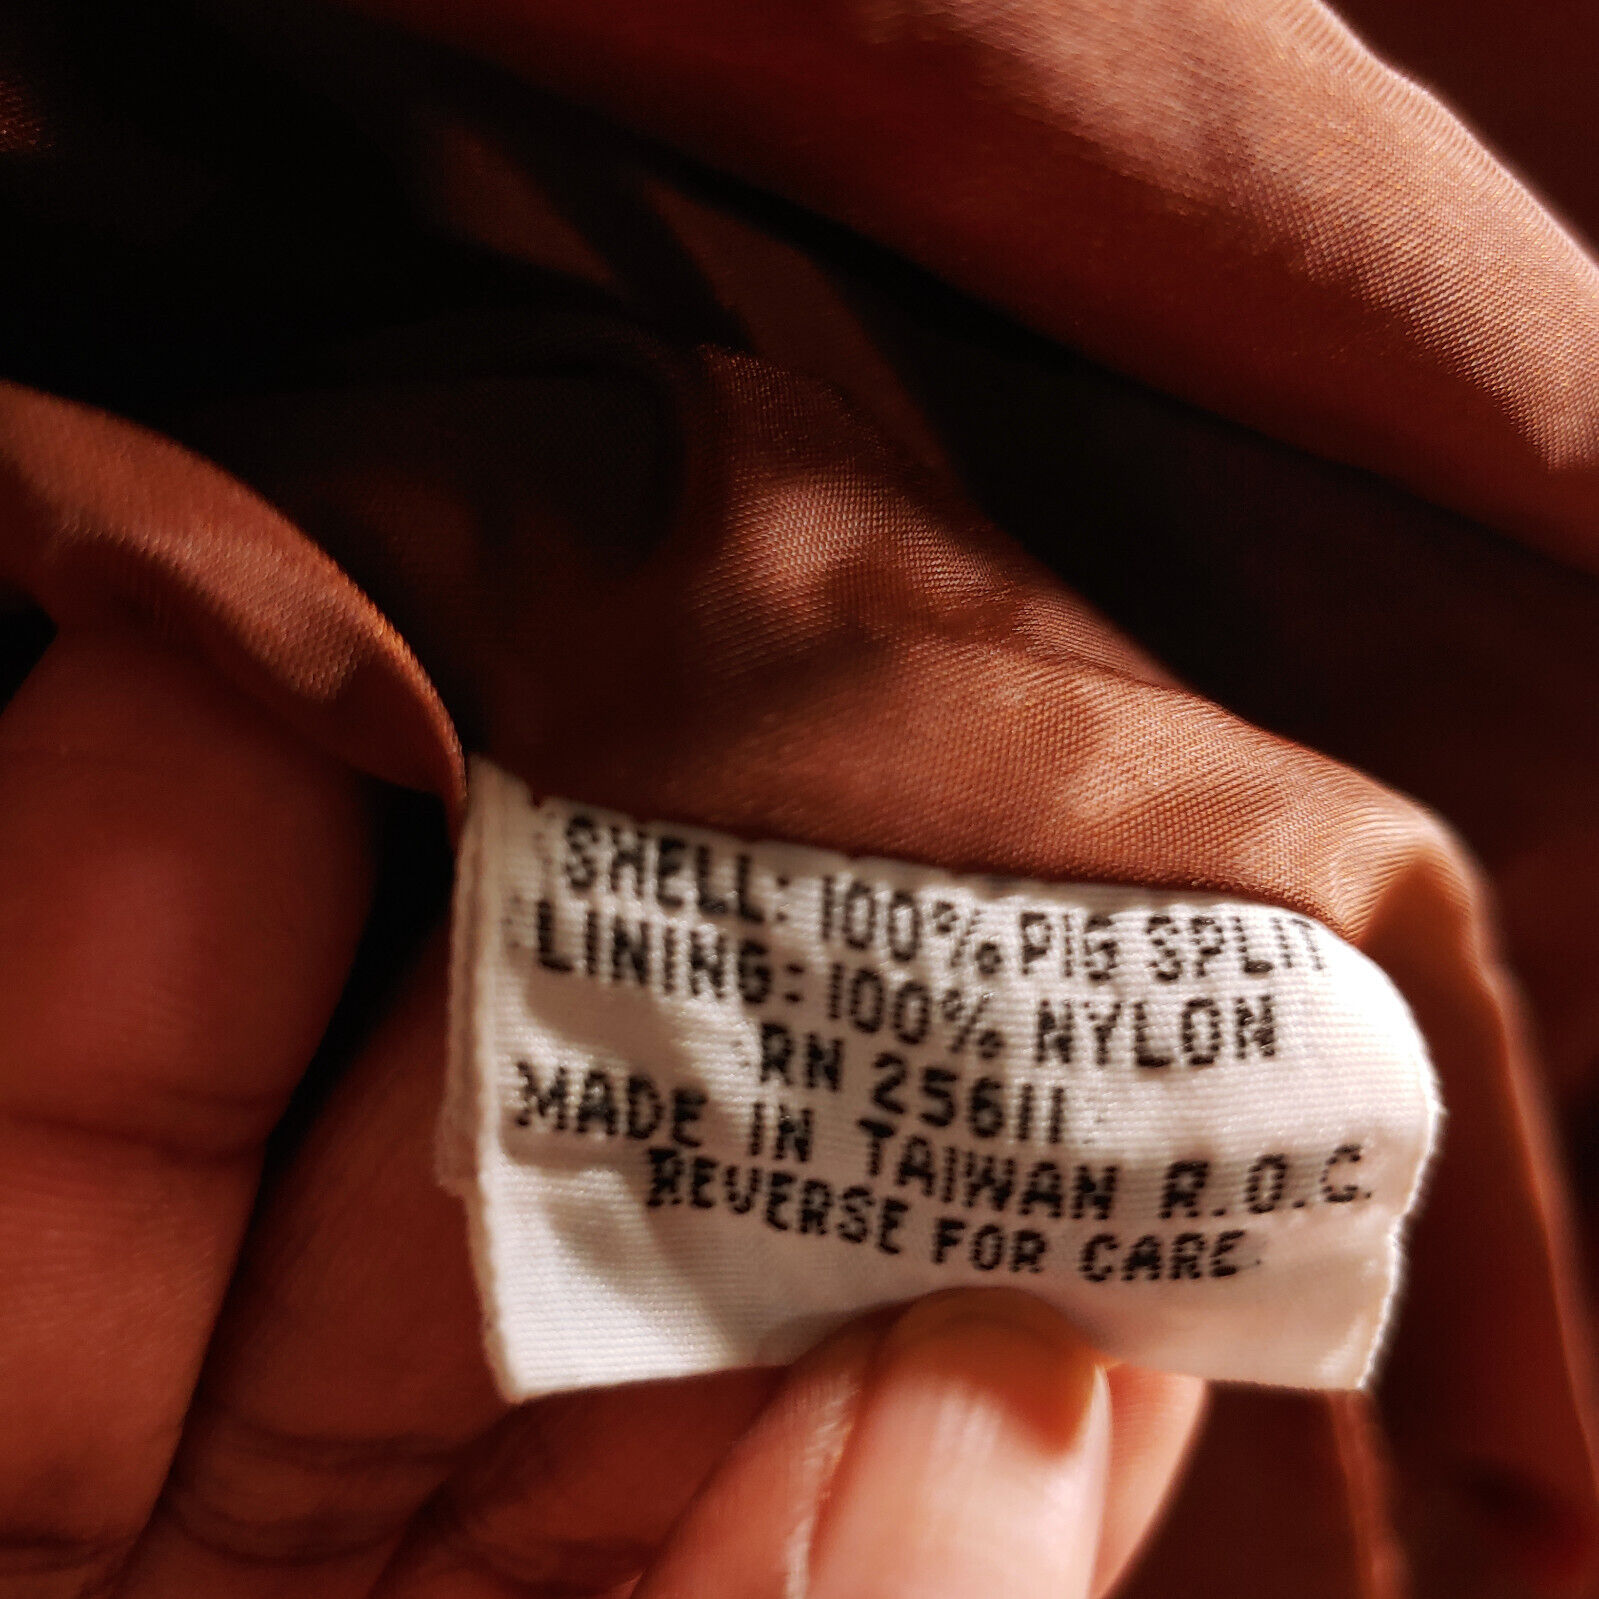 SHELL: 100% PIG SPLIT
LINING: 100% NYLON
RN 25611
MADE IN TAIWAN R.O.C.
REVERSE FOR CARE